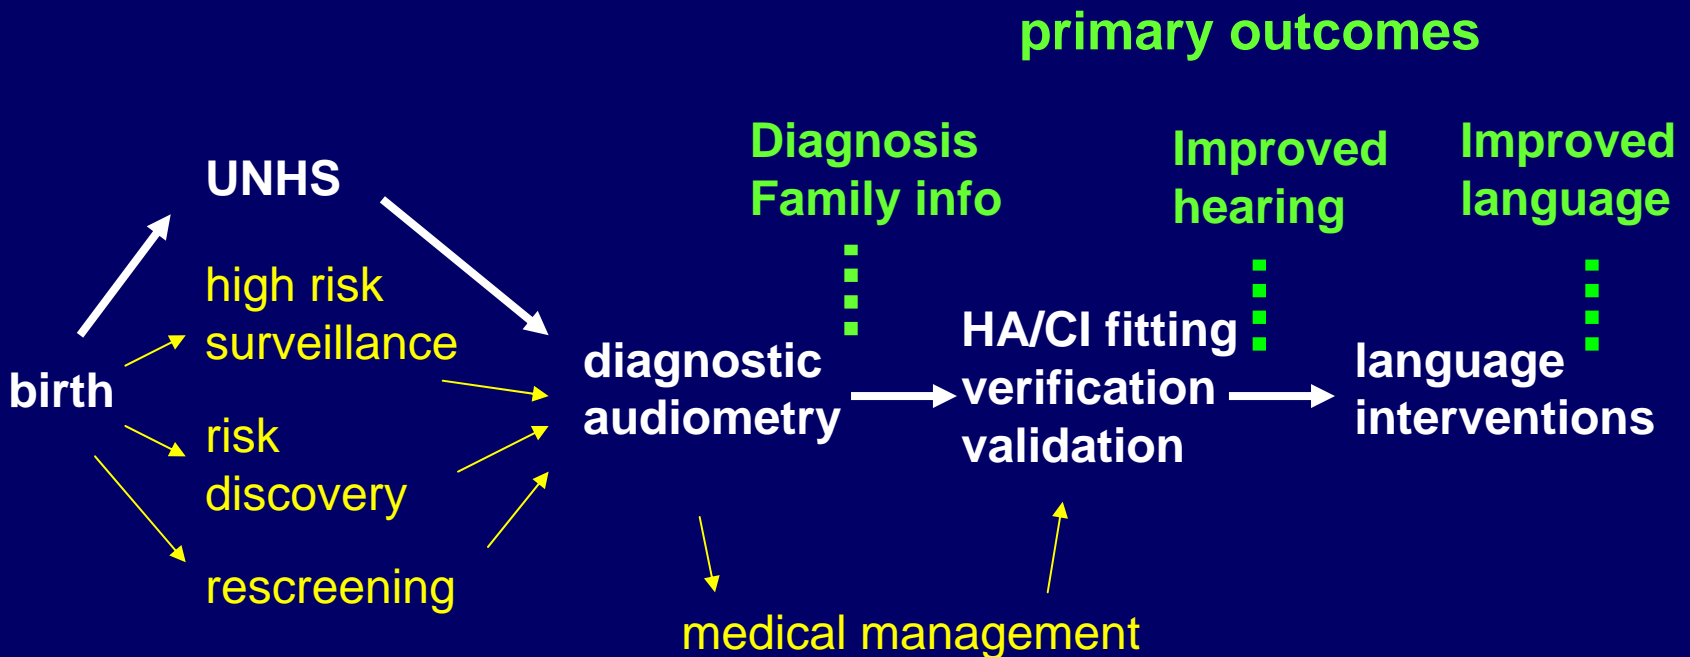 primary outcomes
Diagnosis
Family info
Improved
hearing
Improved
language
UNHS
high risk
surveillance
birth
risk
discovery
rescreening
diagnostic
audiometry
HA/CI fitting
verification
validation
language
interventions
medical management